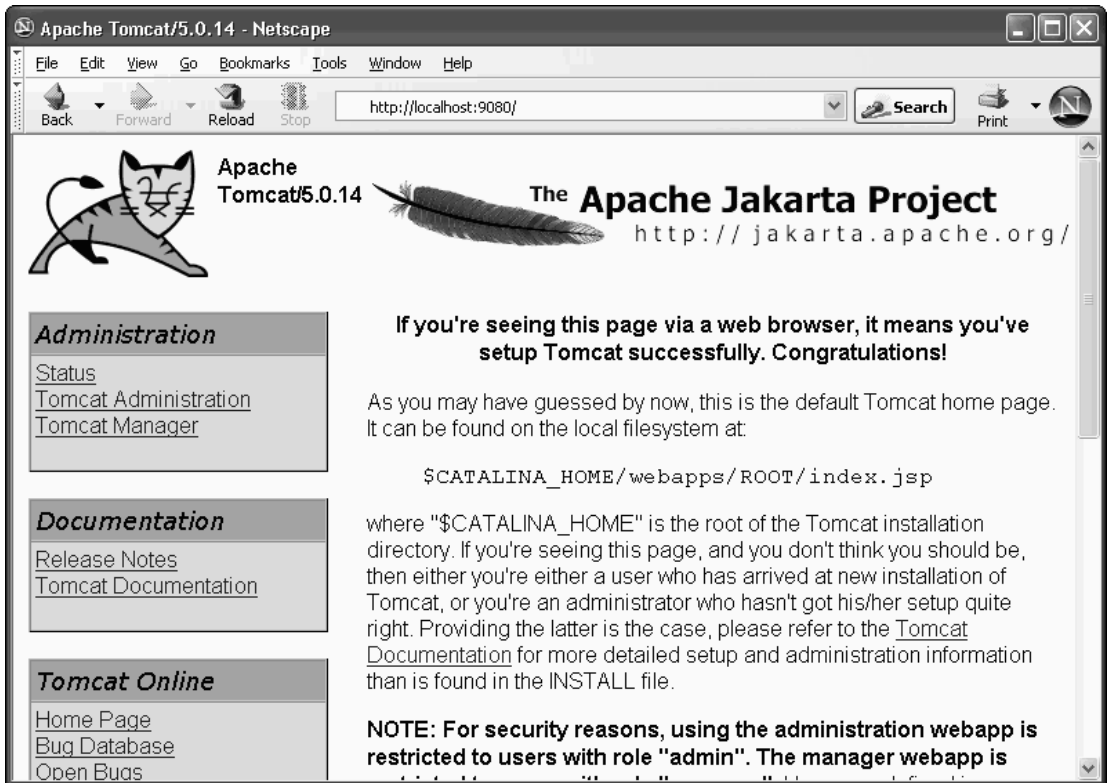 Apache Tomcat/5.0.14 - Netscape
File Edit View Go Bookmarks Tools Window Help
Back Forward Reload Stop http://localhost:9080/ Search Print N
Apache
Tomcat/5.0.14
The Apache Jakarta Project
http://jakarta.apache.org/
Administration
Status
Tomcat Administration
Tomcat Manager
Documentation
Release Notes
Tomcat Documentation
Tomcat Online
Home Page
Bug Database
Open Bugs
If you're seeing this page via a web browser, it means you've
setup Tomcat successfully. Congratulations!
As you may have guessed by now, this is the default Tomcat home page.
It can be found on the local filesystem at:
$CATALINA_HOME/webapps/ROOT/index.jsp
where "$CATALINA_HOME" is the root of the Tomcat installation
directory. If you're seeing this page, and you don't think you should be,
then either you're either a user who has arrived at new installation of
Tomcat, or you're an administrator who hasn't got his/her setup quite
right. Providing the latter is the case, please refer to the Tomcat
Documentation for more detailed setup and administration information
than is found in the INSTALL file.
NOTE: For security reasons, using the administration webapp is
restricted to users with role "admin". The manager webapp is